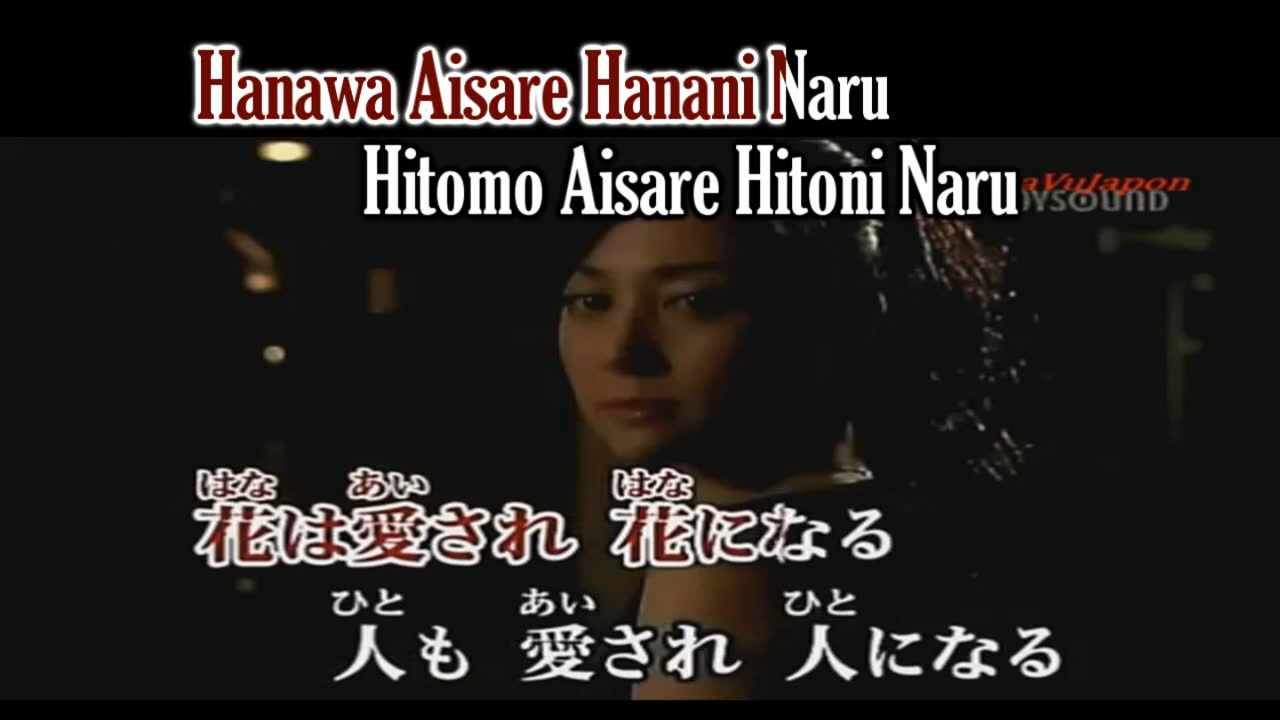 Hanawa Aisare Hanani Naru
Hitomo Aisare Hitoni Naru
aVuJapon
OYSOUND
はな あい はな
花は愛され 花になる
ひと あい ひと
人も 愛され 人になる